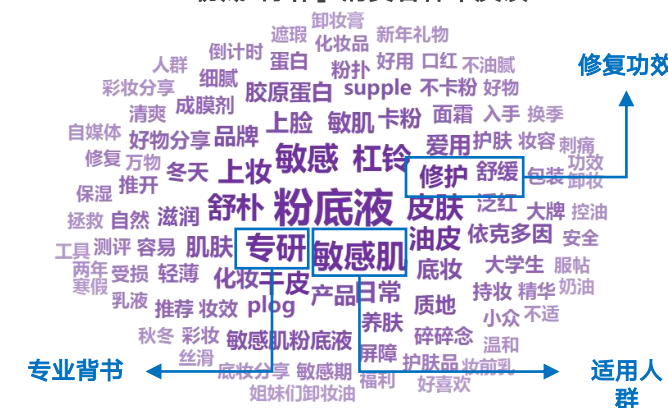 卸妆膏
遮瑕 化妆品 新年礼物
倒计时 蛋白 粉扑 好用 口红 不油腻
人群 细腻 胶原蛋白 supple 不卡粉 好物
彩妆分享 成膜剂
清爽 上脸 敏肌 卡粉 面霜 入手 换季
自媒体 好物分享 品牌 爱用 护肤 妆容 刺痛
修复 万物 冬天 上妆 敏感 杠铃 修护 舒缓 包装 功效 卸妆
保湿 推开 舒朴 粉底液 皮肤 泛红 大牌 控油
拯救 自然 滋润
工具 测评 容易 肌肤 专研 敏感肌 油皮 依克多因 安全
两年 受损 轻薄 化妆 干皮 底妆 大学生 服帖
寒假 乳液 推荐 妆效 plog 产品 日常 质地 持妆 精华 奶油
养肤 小众 不适
秋冬 彩妆 敏感肌粉底液 碎碎念 温和
丝滑 底妆分享 敏感期 屏障 护肤品 妆前乳
姐妹们 卸妆油 福利 好喜欢
修复功效
专业背书
适用人
群